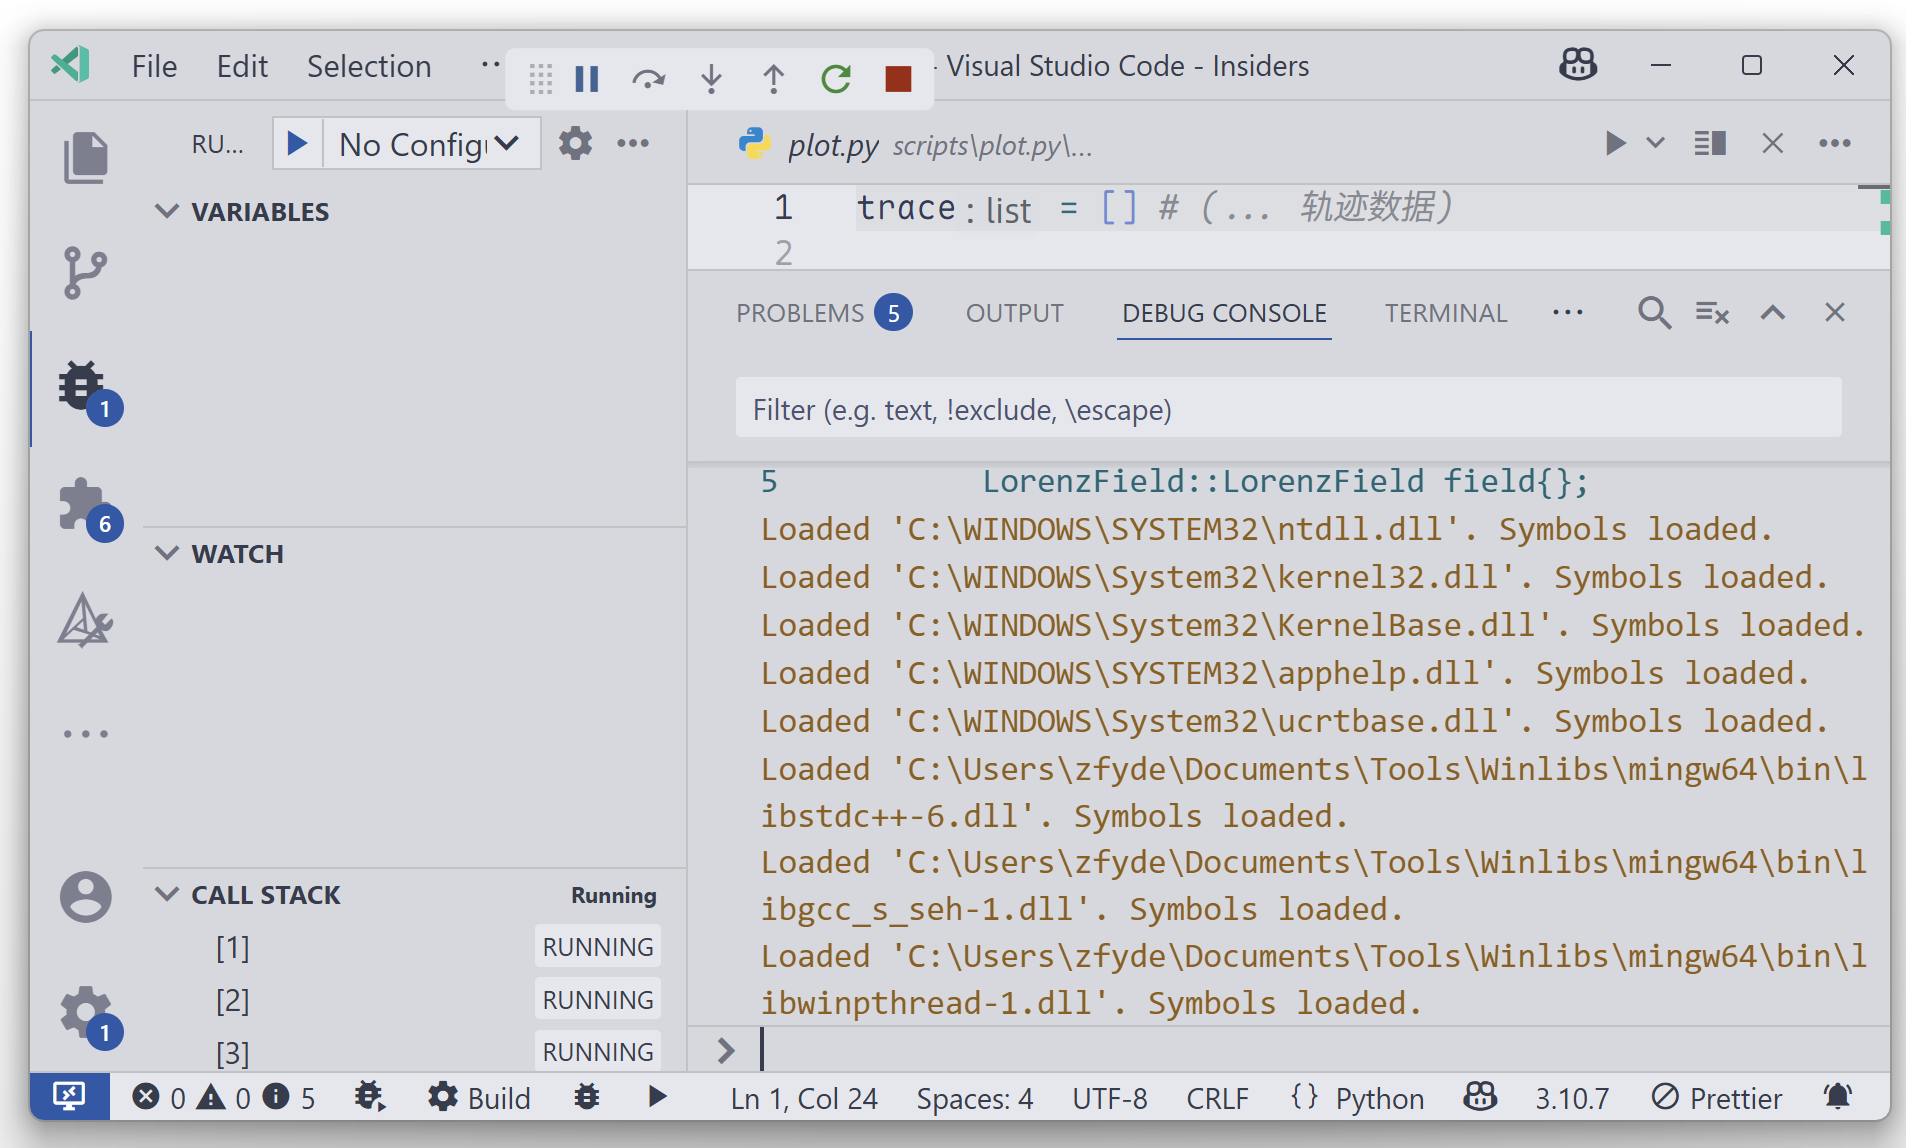 File Edit Selection ··· - Visual Studio Code - Insiders
RU... No Config
VARIABLES
WATCH
CALL STACK Running
[1] RUNNING
[2] RUNNING
[3] RUNNING
1
6
1
plot.py scripts\plot.py\...
1 trace: list = [] # (... 轨迹数据)
2
PROBLEMS 5 OUTPUT DEBUG CONSOLE TERMINAL ···
Filter (e.g. text, !exclude, \escape)
5 LorenzField::LorenzField field{};
Loaded 'C:\WINDOWS\SYSTEM32\ntdll.dll'. Symbols loaded.
Loaded 'C:\WINDOWS\System32\kernel32.dll'. Symbols loaded.
Loaded 'C:\WINDOWS\System32\KernelBase.dll'. Symbols loaded.
Loaded 'C:\WINDOWS\SYSTEM32\apphelp.dll'. Symbols loaded.
Loaded 'C:\WINDOWS\System32\ucrtbase.dll'. Symbols loaded.
Loaded 'C:\Users\zfyde\Documents\Tools\Winlibs\mingw64\bin\l
ibstdc++-6.dll'. Symbols loaded.
Loaded 'C:\Users\zfyde\Documents\Tools\Winlibs\mingw64\bin\l
ibgcc_s_seh-1.dll'. Symbols loaded.
Loaded 'C:\Users\zfyde\Documents\Tools\Winlibs\mingw64\bin\l
ibwinpthread-1.dll'. Symbols loaded.
0 0 5 Build Ln 1, Col 24 Spaces: 4 UTF-8 CRLF {} Python 3.10.7 Prettier